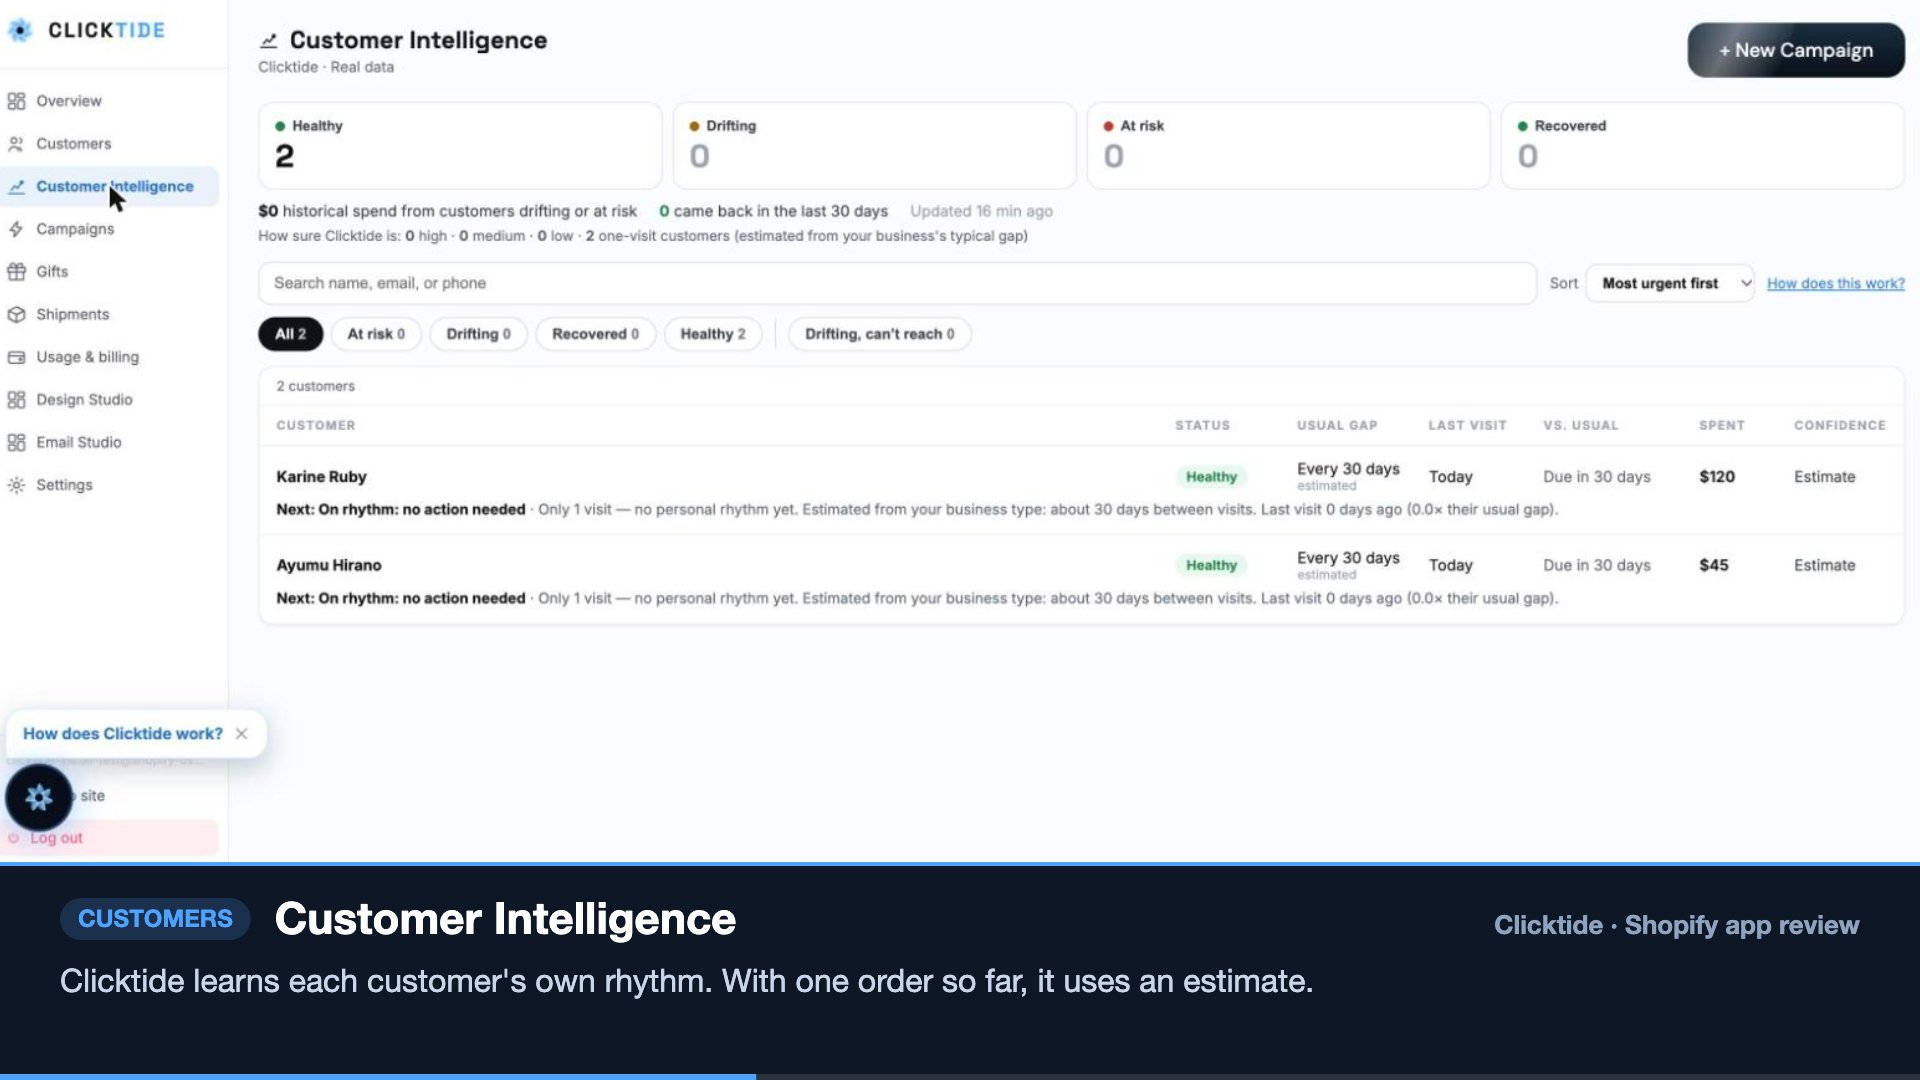 CLICKTIDE
Overview
Customers
Customer Intelligence
Campaigns
Gifts
Shipments
Usage & billing
Design Studio
Email Studio
Settings
How does Clicktide work?
site
Log out
Customer Intelligence
Clicktide · Real data
+ New Campaign
Healthy
2
Drifting
0
At risk
0
Recovered
0
$0 historical spend from customers drifting or at risk 0 came back in the last 30 days Updated 16 min ago
How sure Clicktide is: 0 high · 0 medium · 0 low · 2 one-visit customers (estimated from your business's typical gap)
Search name, email, or phone
Sort Most urgent first How does this work?
All 2 At risk 0 Drifting 0 Recovered 0 Healthy 2 Drifting, can't reach 0
2 customers
CUSTOMER STATUS USUAL GAP LAST VISIT VS. USUAL SPENT CONFIDENCE
Karine Ruby Healthy Every 30 days estimated Today Due in 30 days $120 Estimate
Next: On rhythm: no action needed · Only 1 visit — no personal rhythm yet. Estimated from your business type: about 30 days between visits. Last visit 0 days ago (0.0× their usual gap).
Ayumu Hirano Healthy Every 30 days estimated Today Due in 30 days $45 Estimate
Next: On rhythm: no action needed · Only 1 visit — no personal rhythm yet. Estimated from your business type: about 30 days between visits. Last visit 0 days ago (0.0× their usual gap).
CUSTOMERS Customer Intelligence
Clicktide · Shopify app review
Clicktide learns each customer's own rhythm. With one order so far, it uses an estimate.